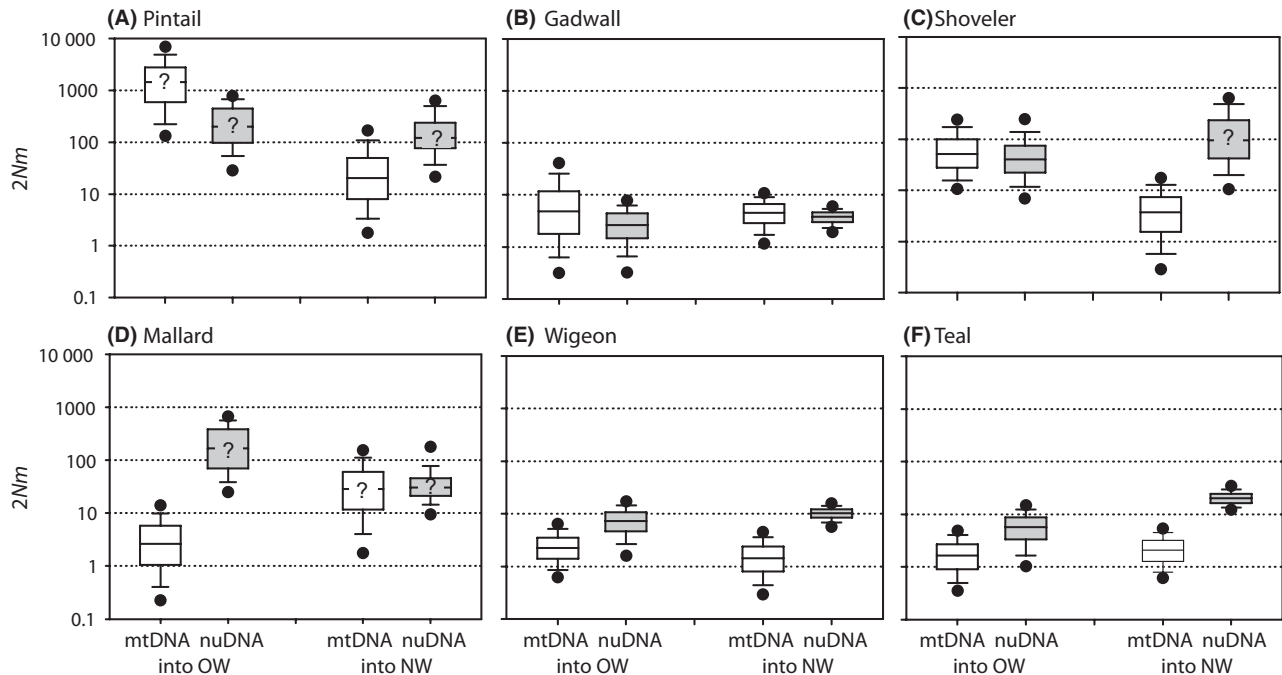 (A) Pintail
(B) Gadwall
(C) Shoveler
10 000
1000
100
10
1
0.1
2Nm
?
?
?
?
(D) Mallard
(E) Wigeon
(F) Teal
10 000
1000
100
10
1
0.1
2Nm
?
?
?
mtDNA nuDNA mtDNA nuDNA
into OW into NW
mtDNA nuDNA mtDNA nuDNA
into OW into NW
mtDNA nuDNA mtDNA nuDNA
into OW into NW